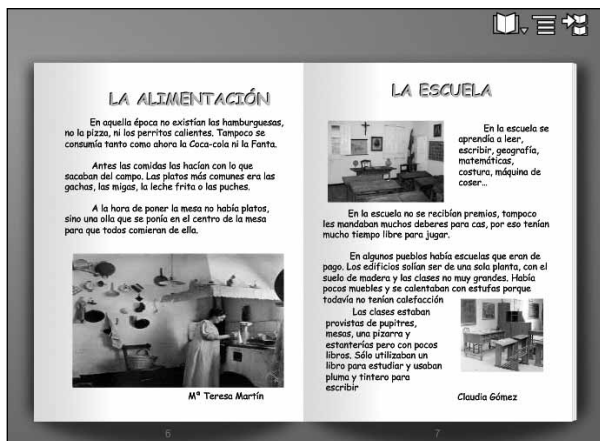 LA ALIMENTACIÓN
En aquella época no existían las hamburguesas,
no la pizza, ni los perritos calientes. Tampoco se
consumía tanto como ahora la Coca-cola ni la Fanta.
Antes las comidas las hacían con lo que
sacaban del campo. Los platos más comunes era las
gachas, las migas, la leche frita o las puches.
A la hora de poner la mesa no había platos,
sino una olla que se ponía en el centro de la mesa
para que todos comieran de ella.
Mª Teresa Martín
6
LA ESCUELA
En la escuela se
aprendía a leer,
escribir, geografía,
matemáticas,
costura, máquina de
coser...
En la escuela no se recibían premios, tampoco
les mandaban muchos deberes para cas, por eso tenían
mucho tiempo libre para jugar.
En algunos pueblos había escuelas que eran de
pago. Los edificios solían ser de una sola planta, con el
suelo de madera y las clases no muy grandes. Había
pocos muebles y se calentaban con estufas porque
todavía no tenían calefacción
Las clases estaban
provistas de pupitres,
mesas, una pizarra y
estanterías pero con pocos
libros. Sólo utilizaban un
libro para estudiar y usaban
pluma y tintero para
escribir
Claudia Gómez
7